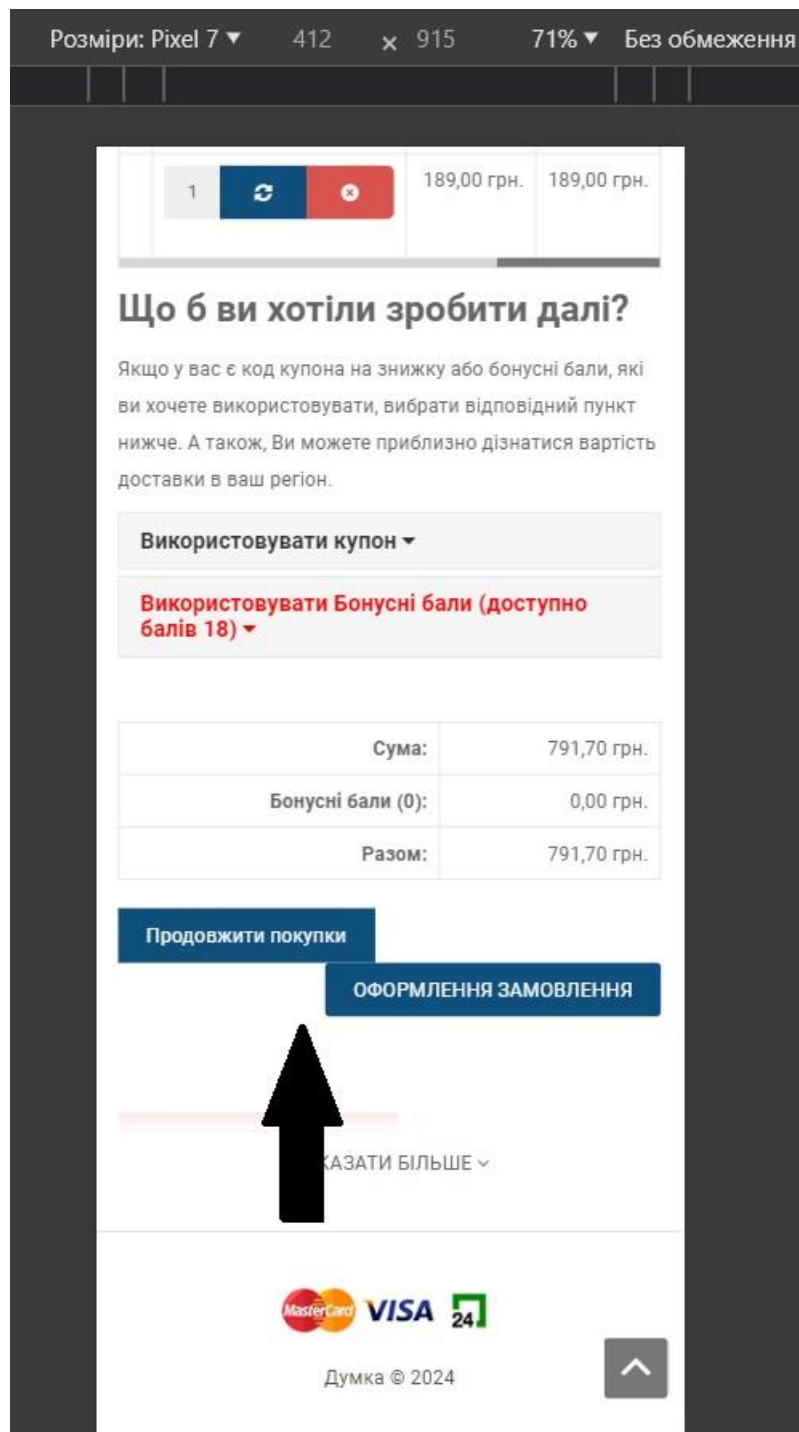 Розміри: Pixel 7 ▼ 412 × 915 71% ▼ Без обмеження
1 189,00 грн. 189,00 грн.
Що б ви хотіли зробити далі?
Якщо у вас є код купона на знижку або бонусні бали, які
ви хочете використовувати, вибрати відповідний пункт
нижче. А також, Ви можете приблизно дізнатися вартість
доставки в ваш регіон.
Використовувати купон
Використовувати Бонусні бали (доступно
балів 18)
Сума: 791,70 грн.
Бонусні бали (0): 0,00 грн.
Разом: 791,70 грн.
Продовжити покупки
ОФОРМЛЕННЯ ЗАМОВЛЕННЯ
КАЗАТИ БІЛЬШЕ
MasterCard VISA 24
Думка © 2024